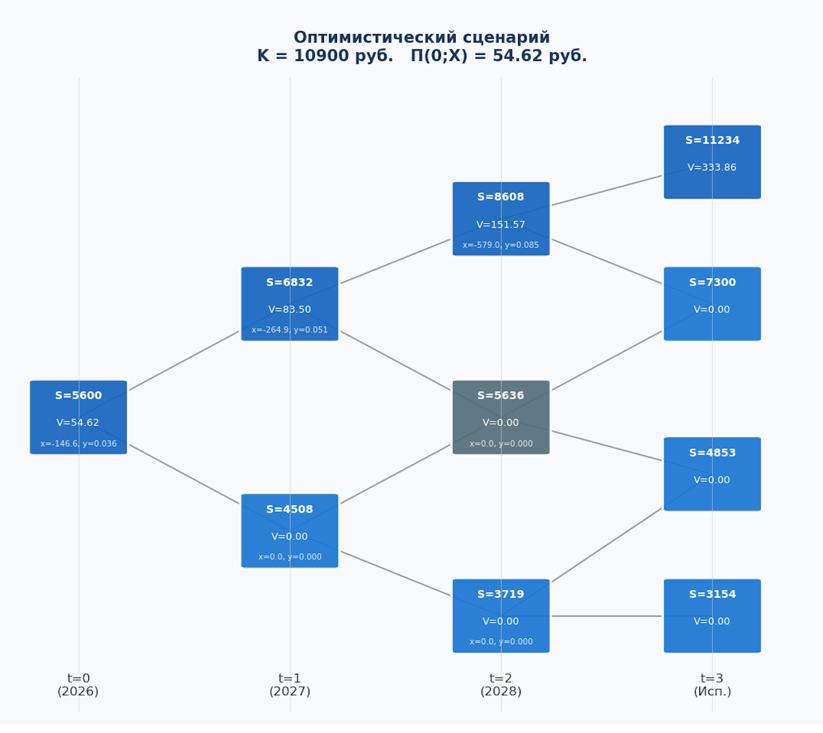 Оптимистический сценарий
K = 10900 руб.   П(0;X) = 54.62 руб.
S=11234
V=333.86
S=8608
V=151.57
x=-579.0, y=0.085
S=6832
V=83.50
x=-264.9, y=0.051
S=7300
V=0.00
S=5600
V=54.62
x=-146.6, y=0.036
S=5636
V=0.00
x=0.0, y=0.000
S=4853
V=0.00
S=4508
V=0.00
x=0.0, y=0.000
S=3719
V=0.00
x=0.0, y=0.000
S=3154
V=0.00
t=0
(2026)
t=1
(2027)
t=2
(2028)
t=3
(Исп.)